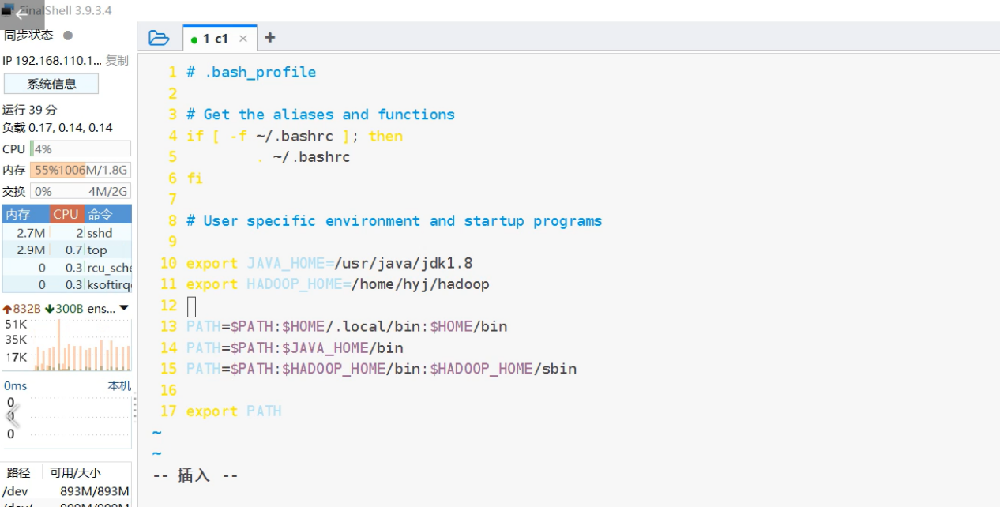 FinalShell 3.9.3.4
同步状态
IP 192.168.110.1... 复制
系统信息
运行 39 分
负载 0.17, 0.14, 0.14
CPU 4%
内存 55%1006M/1.8G
交换 0% 4M/2G
内存 CPU 命令
2.7M 2 sshd
2.9M 0.7 top
0 0.3 rcu_sche
0 0.3 ksoftirq
832B 300B ens...
51K
35K
17K
0ms 本机
0
0
0
路径 可用/大小
/dev 893M/893M
1 c1 × +
1 # .bash_profile
2
3 # Get the aliases and functions
4 if [ -f ~/.bashrc ]; then
5 . ~/.bashrc
6 fi
7
8 # User specific environment and startup programs
9
10 export JAVA_HOME=/usr/java/jdk1.8
11 export HADOOP_HOME=/home/hyj/hadoop
12
13 PATH=$PATH:$HOME/.local/bin:$HOME/bin
14 PATH=$PATH:$JAVA_HOME/bin
15 PATH=$PATH:$HADOOP_HOME/bin:$HADOOP_HOME/sbin
16
17 export PATH
~
~
-- 插入 --